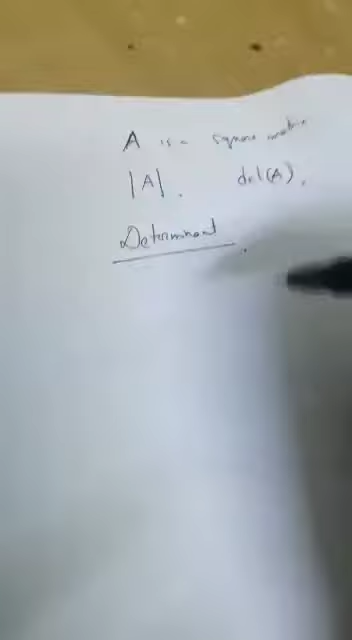 A is a square matrix
|A|, det(A),
Determinant